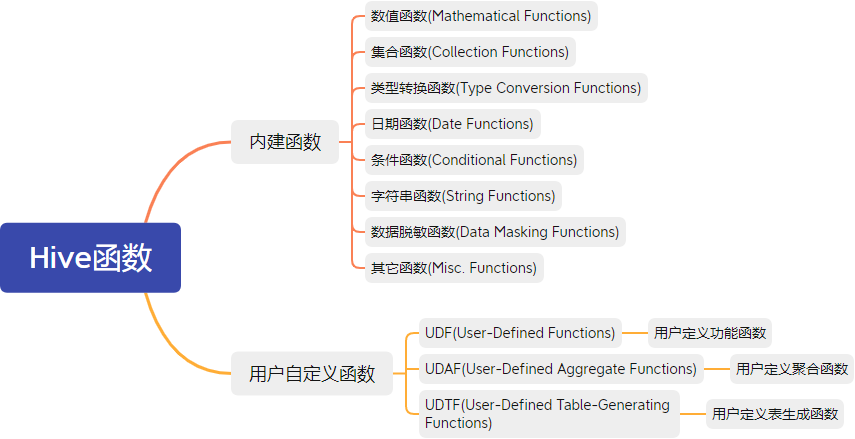 Hive函数
内建函数
数值函数(Mathematical Functions)
集合函数(Collection Functions)
类型转换函数(Type Conversion Functions)
日期函数(Date Functions)
条件函数(Conditional Functions)
字符串函数(String Functions)
数据脱敏函数(Data Masking Functions)
其它函数(Misc. Functions)
用户自定义函数
UDF(User-Defined Functions)
用户定义功能函数
UDAF(User-Defined Aggregate Functions)
用户定义聚合函数
UDTF(User-Defined Table-Generating
Functions)
用户定义表生成函数